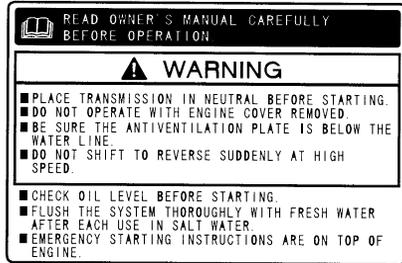 READ OWNER'S MANUAL CAREFULLY
BEFORE OPERATION.
WARNING
■PLACE TRANSMISSION IN NEUTRAL BEFORE STARTING.
■DO NOT OPERATE WITH ENGINE COVER REMOVED.
■BE SURE THE ANTIVENTILATION PLATE IS BELOW THE
WATER LINE.
■DO NOT SHIFT TO REVERSE SUDDENLY AT HIGH
SPEED.
■CHECK OIL LEVEL BEFORE STARTING.
■FLUSH THE SYSTEM THOROUGHLY WITH FRESH WATER
AFTER EACH USE IN SALT WATER.
■EMERGENCY STARTING INSTRUCTIONS ARE ON TOP OF
ENGINE.